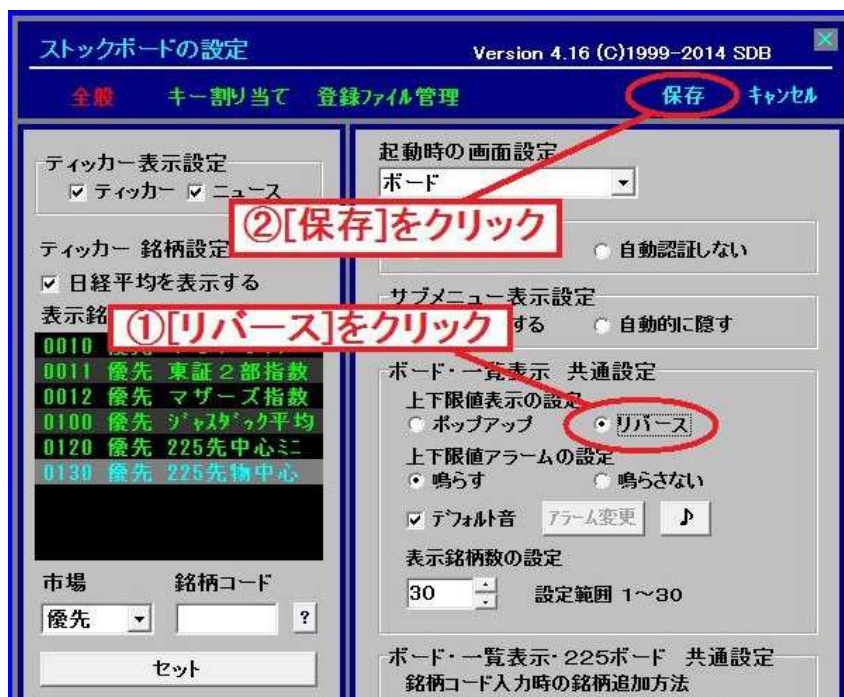 ストックボードの設定
Version 4.16 (C)1999-2014 SDB
全般 キー割り当て 登録ファイル管理 保存 キャンセル
ティッカー表示設定
ティッカー ニュース
ティッカー 銘柄設定
日経平均を表示する
表示銘
0010 優先
0011 優先 東証2部指数
0012 優先 マザーズ指数
0100 優先 ジャスダック平均
0120 優先 225先中心ミニ
0130 優先 225先物中心
市場 銘柄コード
優先 ?
セット
起動時の画面設定
ボード
②[保存]をクリック
自動認証しない
サブメニュー表示設定
①[リバース]をクリック
する 自動的に隠す
ボード・一覧表示 共通設定
上下限値表示の設定
ポップアップ リバース
上下限値アラームの設定
鳴らす 鳴らさない
デフォルト音 アラーム変更 ♪
表示銘柄数の設定
30 設定範囲 1～30
ボード・一覧表示・225ボード 共通設定
銘柄コード入力時の銘柄追加方法